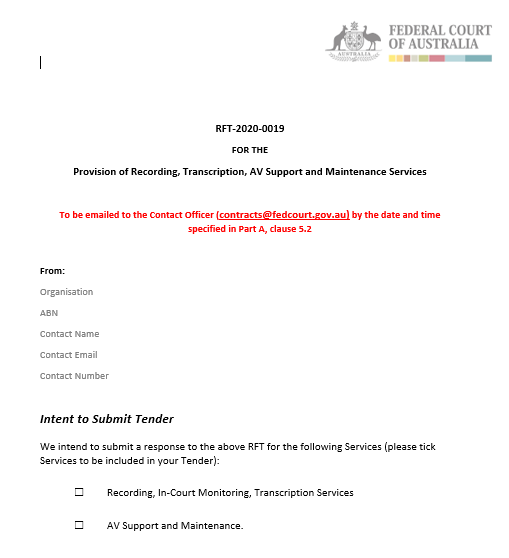 FEDERAL COURT
OF AUSTRALIA
AUSTRALIA
RFT-2020-0019
FOR THE
Provision of Recording, Transcription, AV Support and Maintenance Services
To be emailed to the Contact Officer (contracts@fedcourt.gov.au) by the date and time
specified in Part A, clause 5.2
From:
Organisation
ABN
Contact Name
Contact Email
Contact Number
Intent to Submit Tender
We intend to submit a response to the above RFT for the following Services (please tick
Services to be included in your Tender):
☐ Recording, In-Court Monitoring, Transcription Services
☐ AV Support and Maintenance.